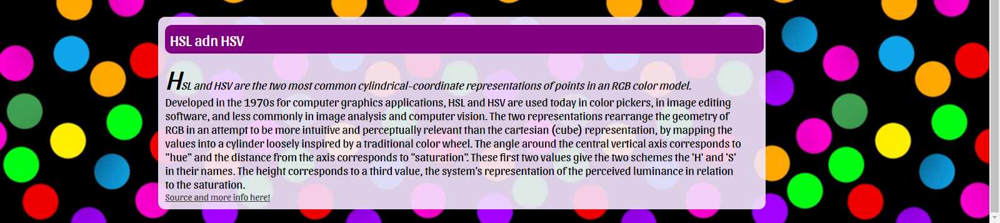 HSL adn HSV
HSL and HSV are the two most common cylindrical-coordinate representations of points in an RGB color model.
Developed in the 1970s for computer graphics applications, HSL and HSV are used today in color pickers, in image editing
software, and less commonly in image analysis and computer vision. The two representations rearrange the geometry of
RGB in an attempt to be more intuitive and perceptually relevant than the cartesian (cube) representation, by mapping the
values into a cylinder loosely inspired by a traditional color wheel. The angle around the central vertical axis corresponds to
"hue" and the distance from the axis corresponds to "saturation". These first two values give the two schemes the 'H' and 'S'
in their names. The height corresponds to a third value, the system's representation of the perceived luminance in relation
to the saturation.
Source and more info here!